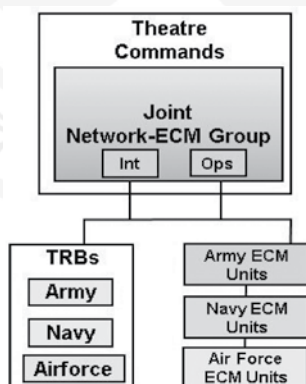 Theatre
Commands
Joint
Network-ECM Group
Int
Ops
TRBs
Army
Navy
Airforce
Army ECM
Units
Navy ECM
Units
Air Force
ECM Units